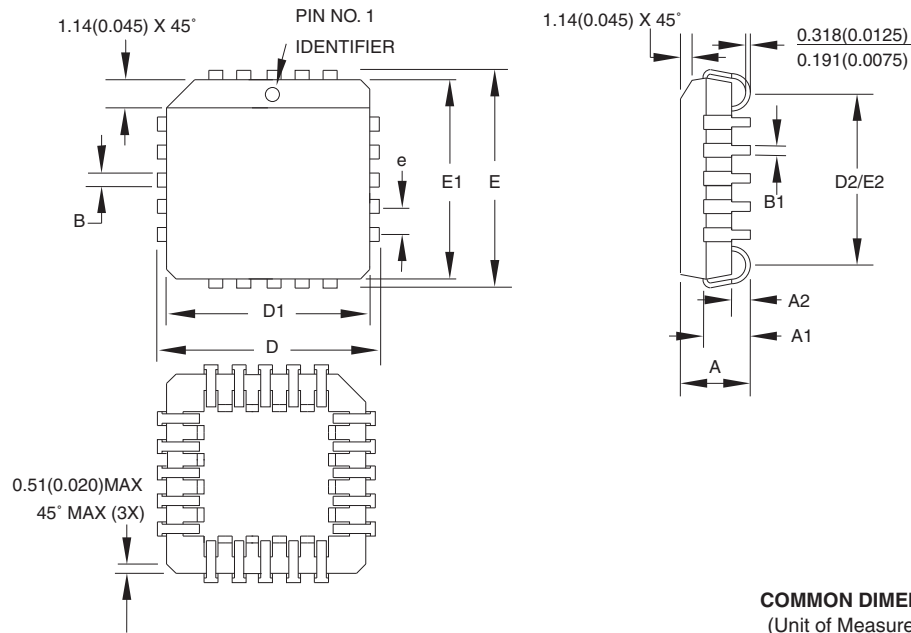 1.14(0.045) X 45˚
PIN NO. 1
IDENTIFIER
1.14(0.045) X 45˚
0.318(0.0125)
0.191(0.0075)
e
E1
E
B
B1
D2/E2
D1
D
A2
A1
A
0.51(0.020)MAX
45˚ MAX (3X)
COMMON DIME
(Unit of Measure